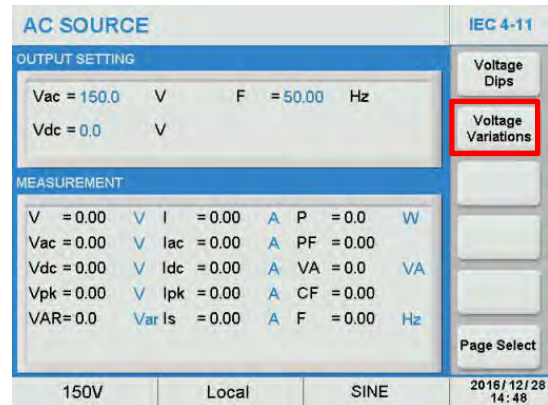 AC SOURCE
IEC 4-11
OUTPUT SETTING
Vac = 150.0 V F = 50.00 Hz
Vdc = 0.0 V
Voltage
Dips
Voltage
Variations
MEASUREMENT
V = 0.00 V I = 0.00 A P = 0.0 W
Vac = 0.00 V Iac = 0.00 A PF = 0.00
Vdc = 0.00 V Idc = 0.00 A VA = 0.0 VA
Vpk = 0.00 V Ipk = 0.00 A CF = 0.00
VAR= 0.0 Var Is = 0.00 A F = 0.00 Hz
Page Select
150V Local SINE
2016/12/28
14:48